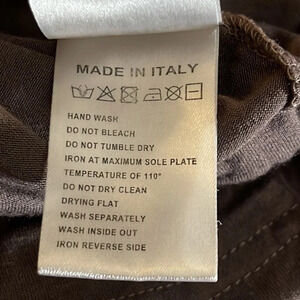 MADE IN ITALY
HAND WASH
DO NOT BLEACH
DO NOT TUMBLE DRY
IRON AT MAXIMUM SOLE PLATE
TEMPERATURE OF 110°
DO NOT DRY CLEAN
DRYING FLAT
WASH SEPARATELY
WASH INSIDE OUT
IRON REVERSE SIDE